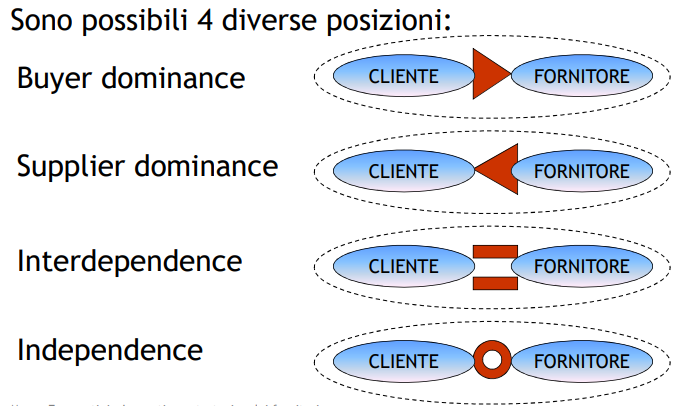 Sono possibili 4 diverse posizioni:
Buyer dominance
CLIENTE FORNITORE
Supplier dominance
CLIENTE FORNITORE
Interdependence
CLIENTE FORNITORE
Independence
CLIENTE FORNITORE